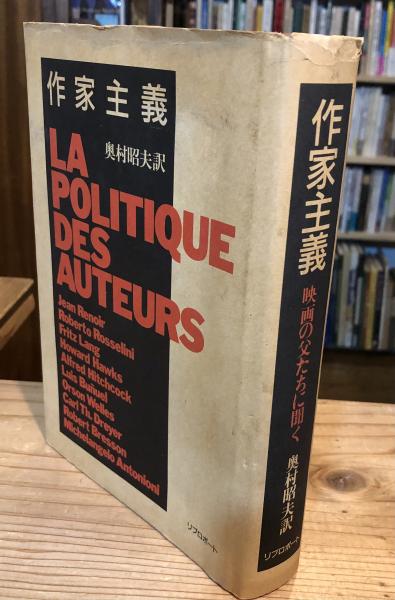 作家主義
奥村昭夫訳
LA
POLITIQUE
DES
AUTEURS
Jean Renoir
Roberto Rosselini
Fritz Lang
Howard Hawks
Alfred Hitchcock
Luis Buñuel
Orson Welles
Carl Th. Dreyer
Robert Bresson
Michelangelo Antonioni
リブロポート
作家主義
映画の父たちに聞く
奥村昭夫訳
リブロポート